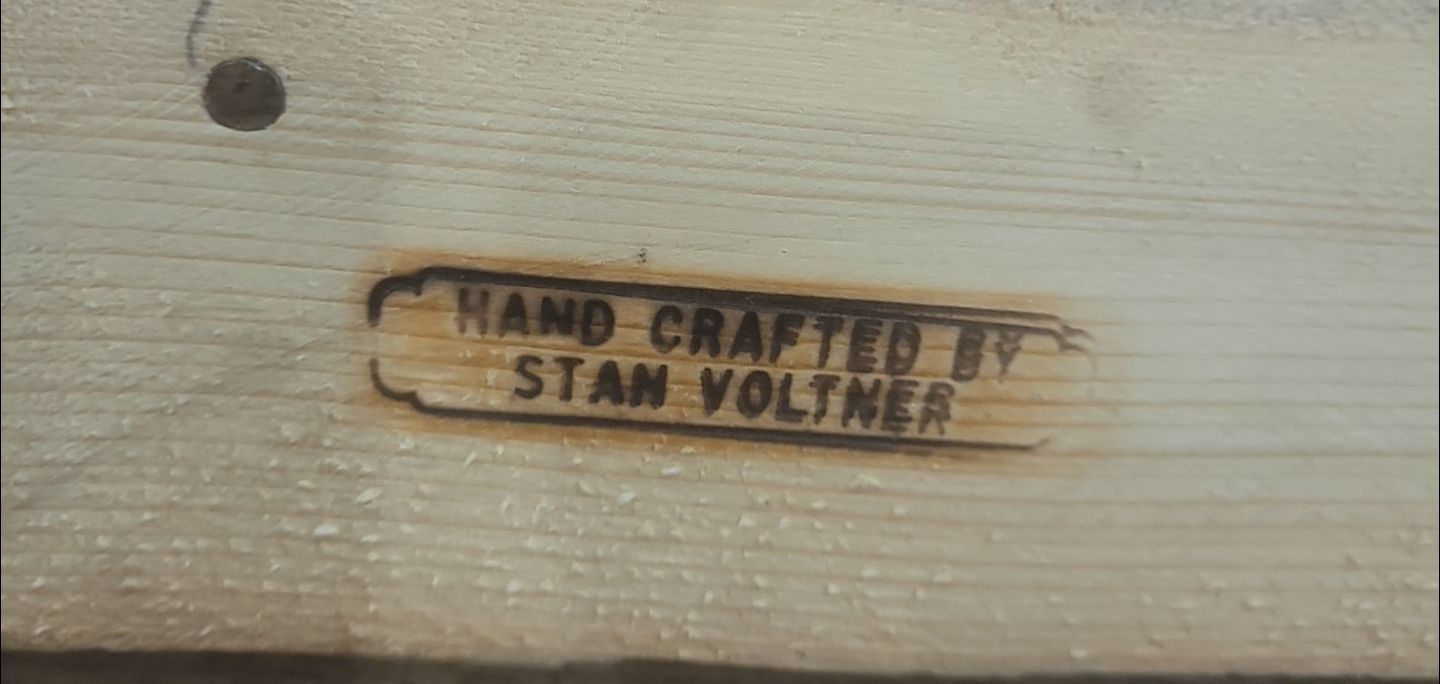 HAND CRAFTED BY
STAN VOLTNER